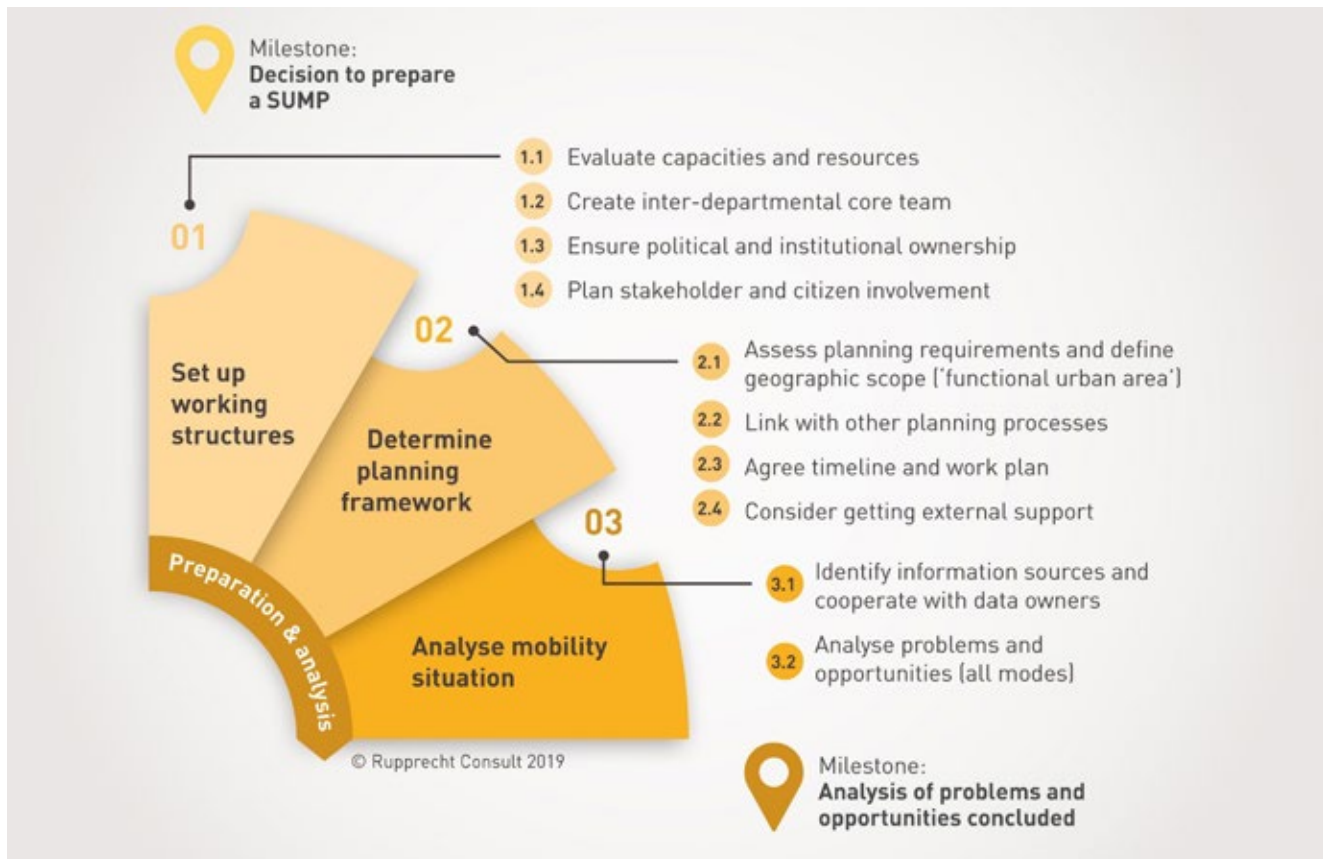 Milestone:
Decision to prepare
a SUMP
01
1.1 Evaluate capacities and resources
1.2 Create inter-departmental core team
1.3 Ensure political and institutional ownership
1.4 Plan stakeholder and citizen involvement
Set up
working
structures
02
2.1 Assess planning requirements and define
geographic scope ('functional urban area')
2.2 Link with other planning processes
2.3 Agree timeline and work plan
2.4 Consider getting external support
Determine
planning
framework
03
3.1 Identify information sources and
cooperate with data owners
3.2 Analyse problems and
opportunities (all modes)
Analyse mobility
situation
Preparation & analysis
© Rupprecht Consult 2019
Milestone:
Analysis of problems and
opportunities concluded